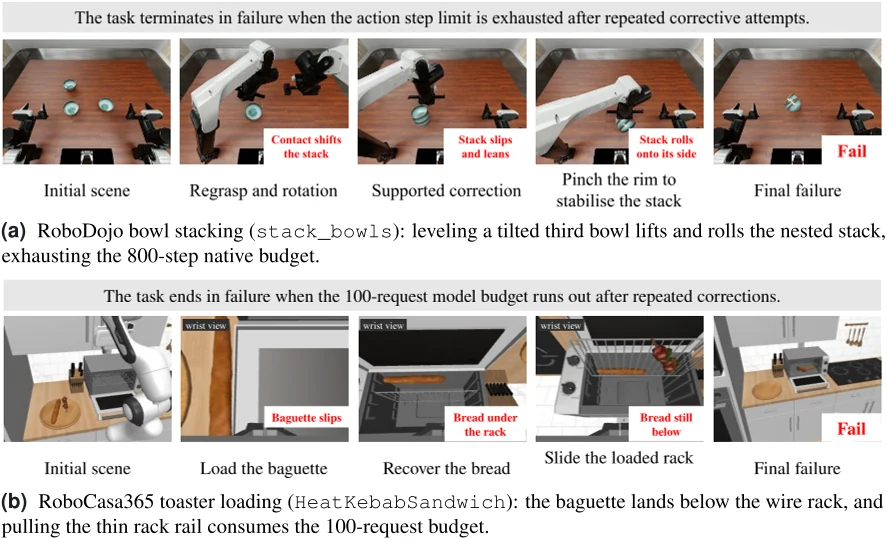 The task terminates in failure when the action step limit is exhausted after repeated corrective attempts.
Contact shifts
the stack
Stack slips
and leans
Stack rolls
onto its side
Fail
Initial scene
Regrasp and rotation
Supported correction
Pinch the rim to
stabilise the stack
Final failure
(a) RoboDojo bowl stacking (stack_bowls): leveling a tilted third bowl lifts and rolls the nested stack,
exhausting the 800-step native budget.
The task ends in failure when the 100-request model budget runs out after repeated corrections.
wrist view
wrist view
wrist view
Baguette slips
Bread under
the rack
Bread still
below
Fail
Initial scene
Load the baguette
Recover the bread
Slide the loaded rack
Final failure
(b) RoboCasa365 toaster loading (HeatKebabSandwich): the baguette lands below the wire rack, and
pulling the thin rack rail consumes the 100-request budget.